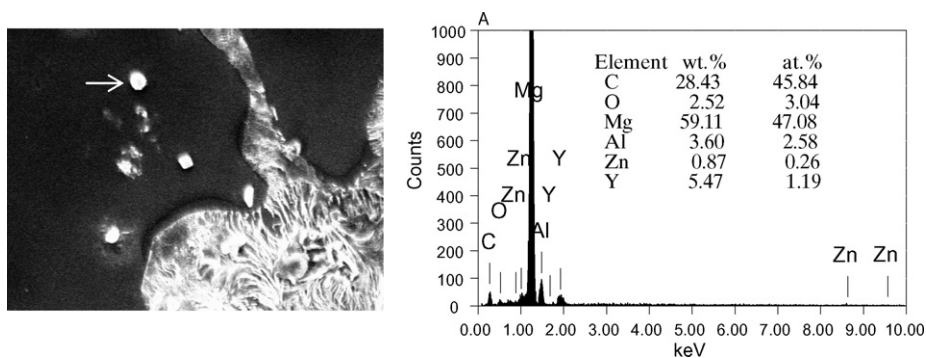 A
1000
900
800
700
600
500
400
300
200
100
0
Counts
Element wt.% at.%
C 28.43 45.84
O 2.52 3.04
Mg 59.11 47.08
Al 3.60 2.58
Zn 0.87 0.26
Y 5.47 1.19
Mg
Zn Y
Zn Y
O
Al
C
Zn Zn
0.00 1.00 2.00 3.00 4.00 5.00 6.00 7.00 8.00 9.00 10.00
keV